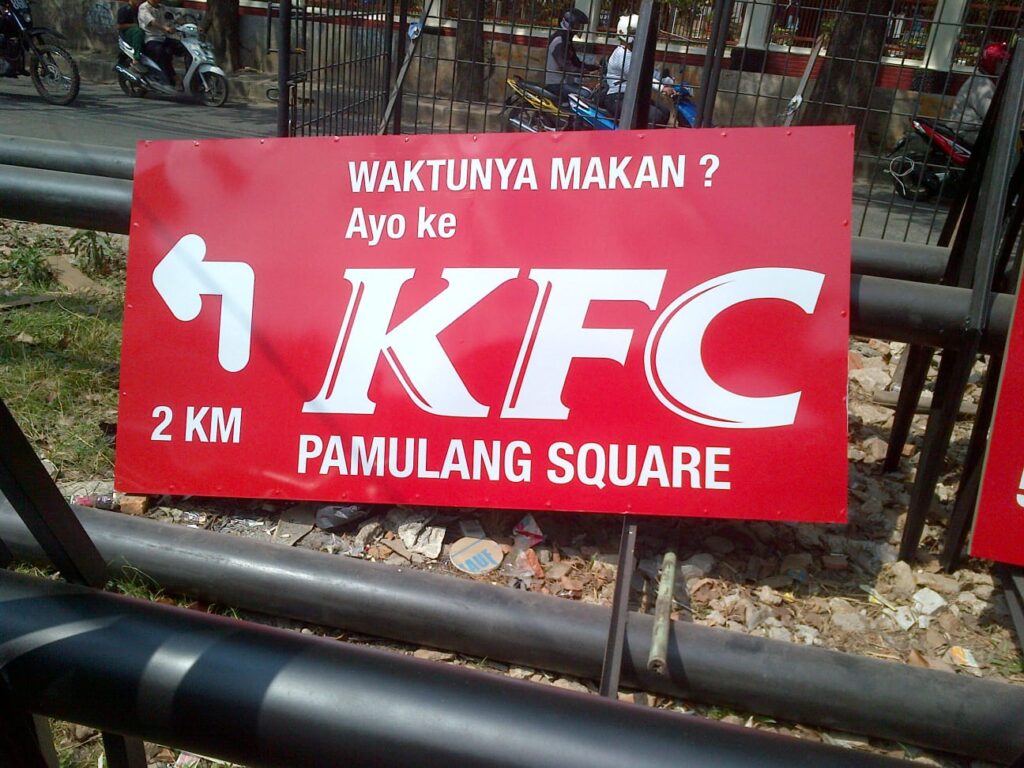 WAKTUNYA MAKAN ?
Ayo ke
KFC
2 KM
PAMULANG SQUARE